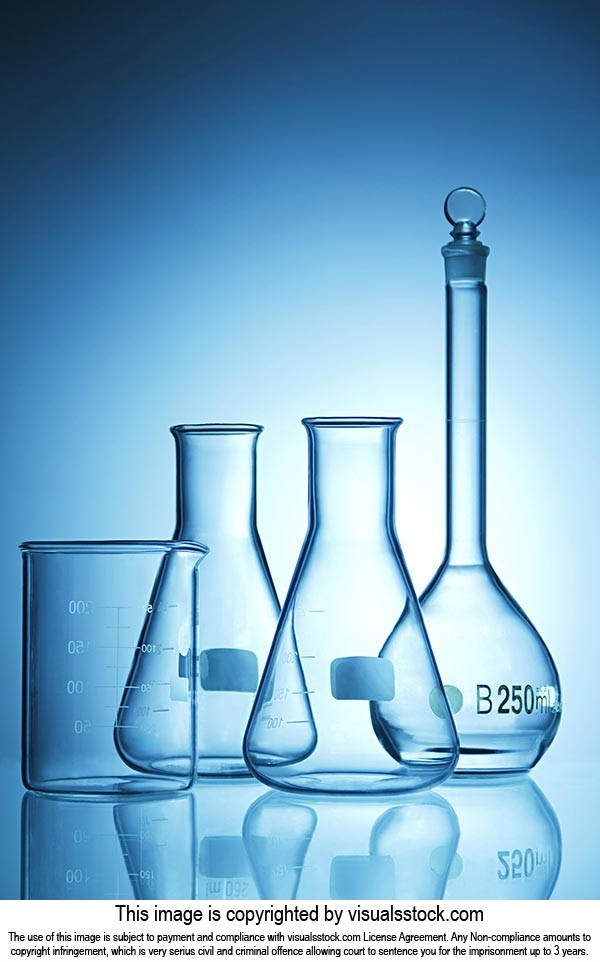 200
150
100
50
150
100
B 250ml
This image is copyrighted by visualsstock.com
The use of this image is subject to payment and compliance with visualsstock.com License Agreement. Any Non-compliance amounts to
copyright infringement, which is very serius civil and criminal offence allowing court to sentence you for the imprisonment up to 3 years.